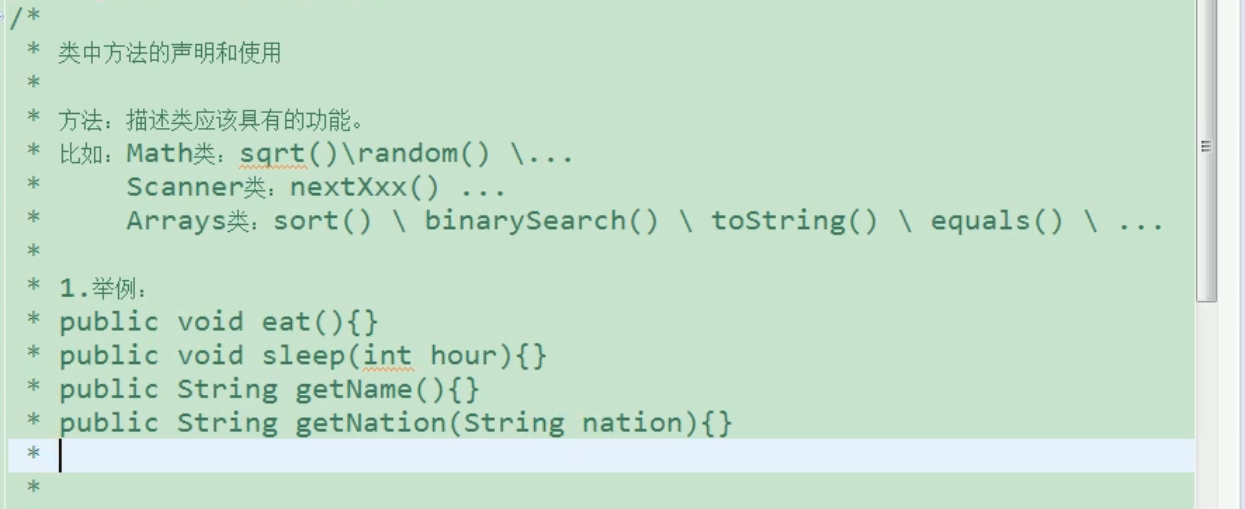 /*
* 类中方法的声明和使用
*
* 方法：描述类应该具有的功能。
* 比如：Math类：sqrt()\random() \...
* Scanner类：nextXxx() ...
* Arrays类：sort() \ binarySearch() \ toString() \ equals() \ ...
*
* 1.举例：
* public void eat(){}
* public void sleep(int hour){}
* public String getName(){}
* public String getNation(String nation){}
*
*